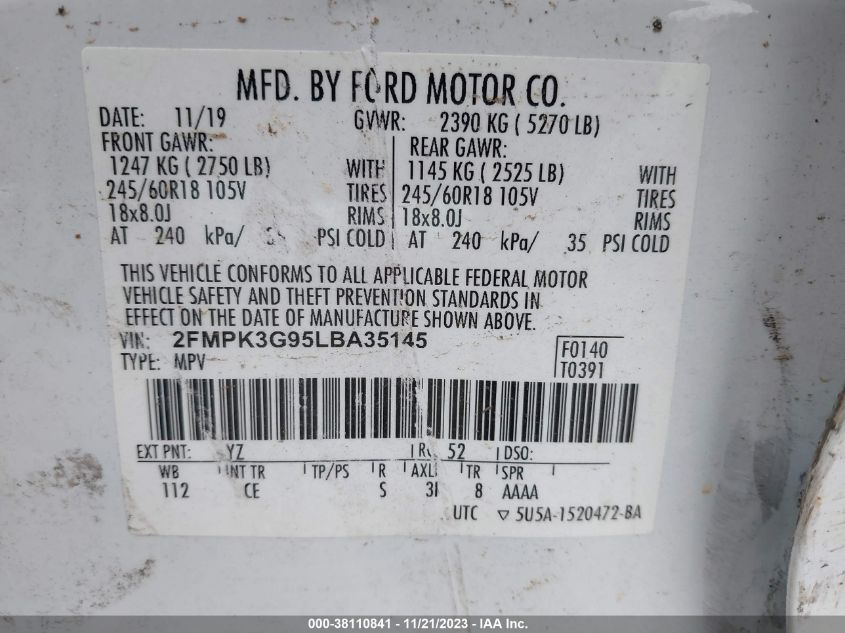 MFD. BY FORD MOTOR CO.
DATE: 11/19 GVWR: 2390 KG ( 5270 LB)
FRONT GAWR: REAR GAWR:
1247 KG ( 2750 LB) WITH 1145 KG ( 2525 LB) WITH
245/60R18 105V TIRES 245/60R18 105V TIRES
18x8.0J RIMS 18x8.0J RIMS
AT 240 kPa/ PSI COLD AT 240 kPa/ 35 PSI COLD
THIS VEHICLE CONFORMS TO ALL APPLICABLE FEDERAL MOTOR
VEHICLE SAFETY AND THEFT PREVENTION STANDARDS IN
EFFECT ON THE DATE OF MANUFACTURE SHOWN ABOVE.
VIN: 2FMPK3G95LBA35145
TYPE: MPV
F0140
T0391
EXT PNT: YZ 52 DSO:
WB INT TR TP/PS R AXL TR SPR
112 CE S 8 AAAA
UTC ▽ 5U5A-1520472-BA
000-38110841 - 11/21/2023 - IAA Inc.